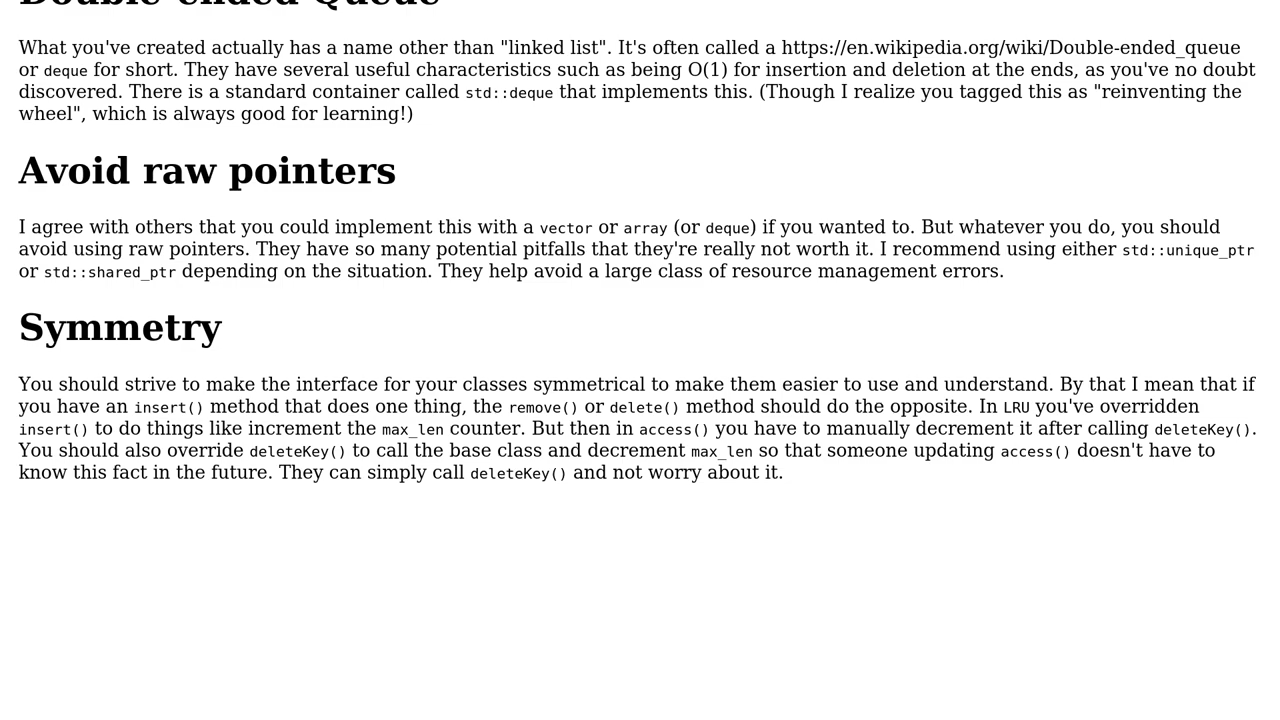 Double-ended Queue
What you've created actually has a name other than "linked list". It's often called a https://en.wikipedia.org/wiki/Double-ended_queue
or deque for short. They have several useful characteristics such as being O(1) for insertion and deletion at the ends, as you've no doubt
discovered. There is a standard container called std::deque that implements this. (Though I realize you tagged this as "reinventing the
wheel", which is always good for learning!)
Avoid raw pointers
I agree with others that you could implement this with a vector or array (or deque) if you wanted to. But whatever you do, you should
avoid using raw pointers. They have so many potential pitfalls that they're really not worth it. I recommend using either std::unique_ptr
or std::shared_ptr depending on the situation. They help avoid a large class of resource management errors.
Symmetry
You should strive to make the interface for your classes symmetrical to make them easier to use and understand. By that I mean that if
you have an insert() method that does one thing, the remove() or delete() method should do the opposite. In LRU you've overridden
insert() to do things like increment the max_len counter. But then in access() you have to manually decrement it after calling deleteKey().
You should also override deleteKey() to call the base class and decrement max_len so that someone updating access() doesn't have to
know this fact in the future. They can simply call deleteKey() and not worry about it.